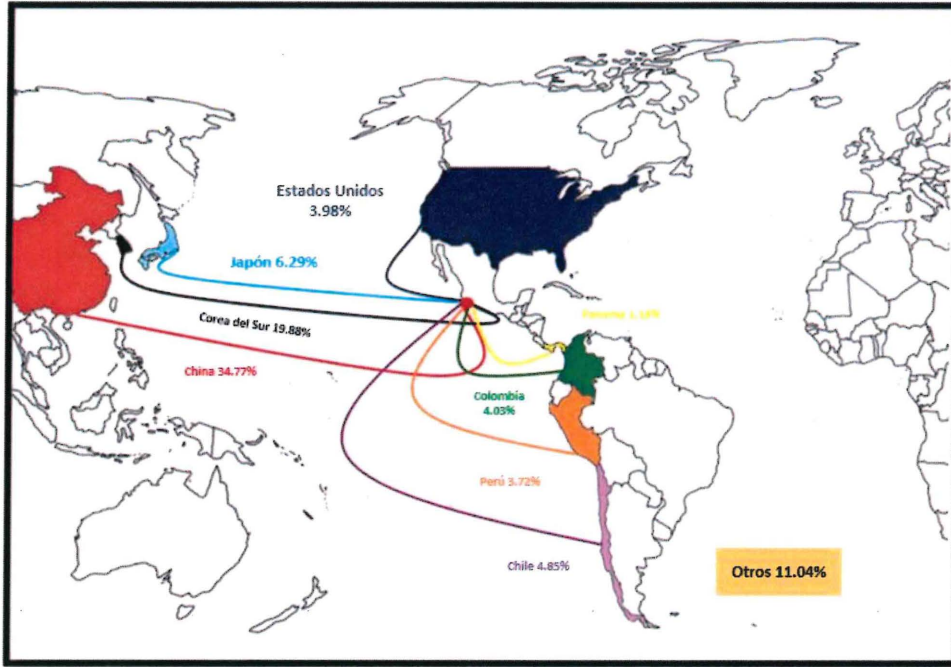 Estados Unidos
3.98%
Japón 6.29%
Corea del Sur 19.88%
China 34.77%
Colombia
4.03%
Perú 3.72%
Chile 4.85%
Otros 11.04%